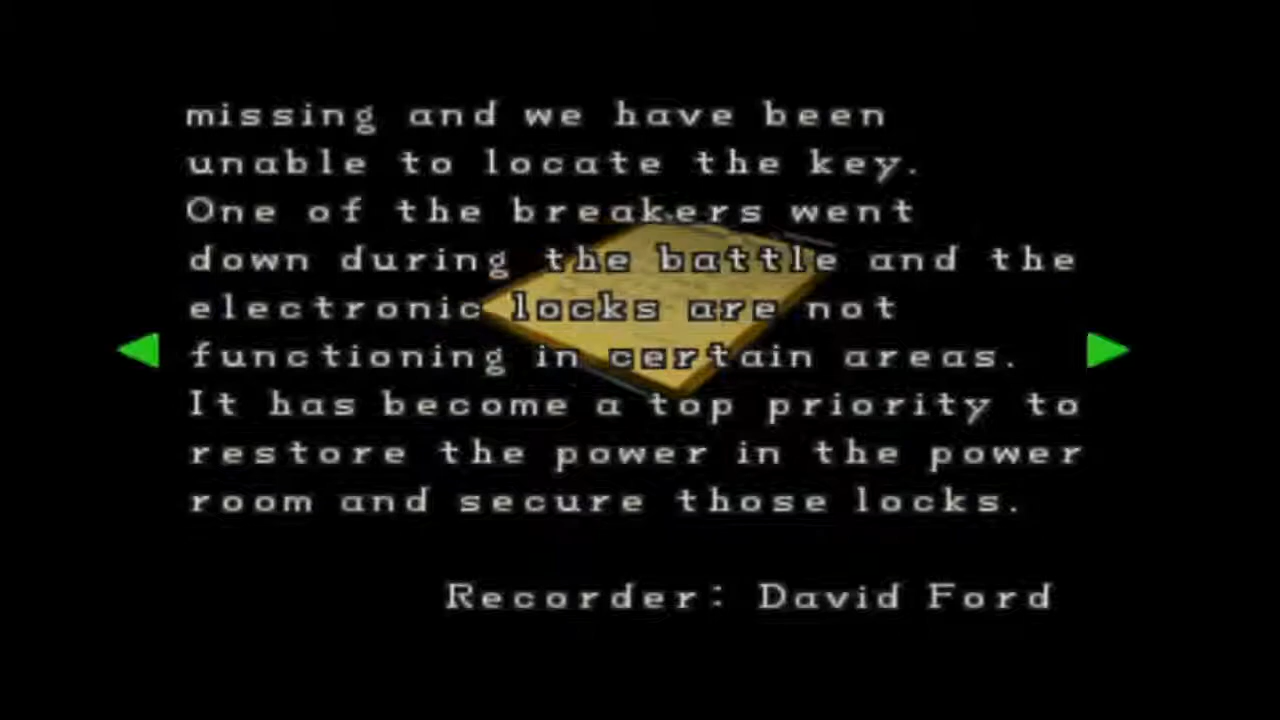 missing and we have been
unable to locate the key.
One of the breakers went
down during the battle and the
electronic locks are not
functioning in certain areas.
It has become a top priority to
restore the power in the power
room and secure those locks.
Recorder: David Ford